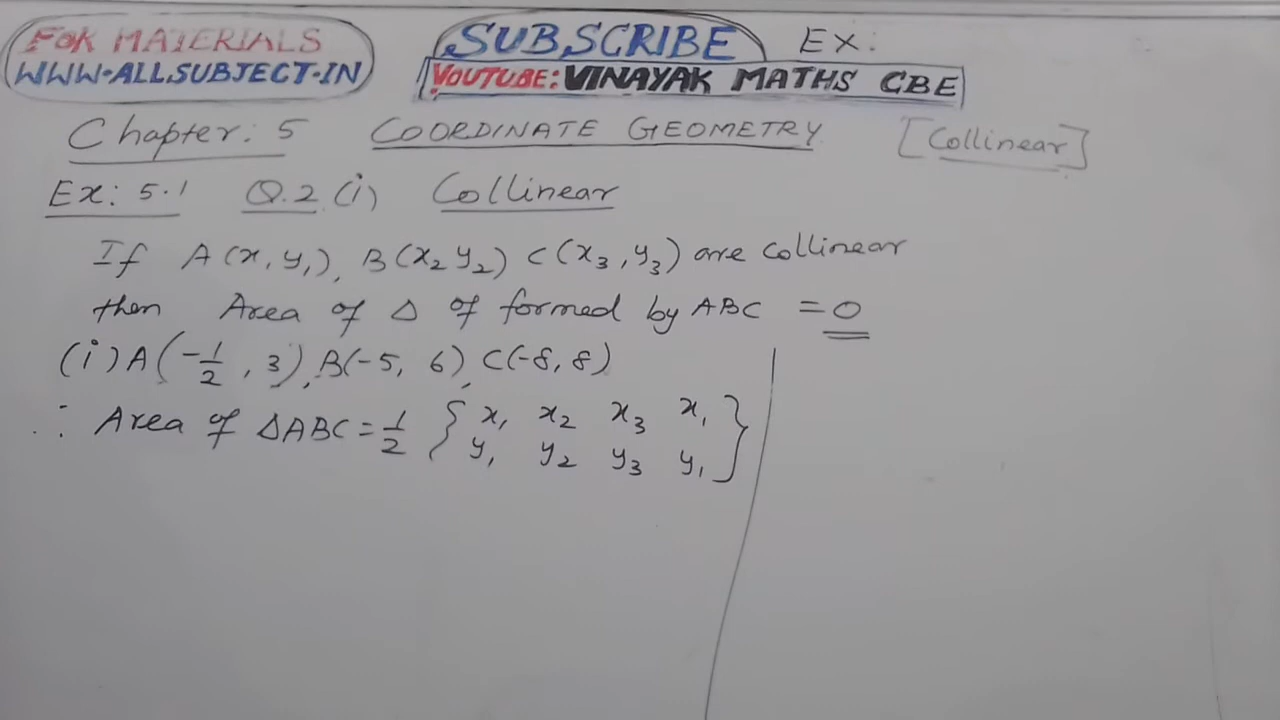 FOR MATERIALS
WWW.ALLSUBJECT.IN
SUBSCRIBE EX:
YOUTUBE: VINAYAK MATHS CBE
Chapter: 5 COORDINATE GEOMETRY [Collinear]
Ex: 5.1 Q.2 (i) Collinear
If A(x, y₁), B(x₂ y₂) C(x₃, y₃) are collinear
then Area of Δ of formed by ABC = 0
(i) A(-1/2, 3), B(-5, 6), C(-8, 8)
∴ Area of ΔABC = 1/2 { x₁ x₂ x₃ x₁
y₁ y₂ y₃ y₁ }